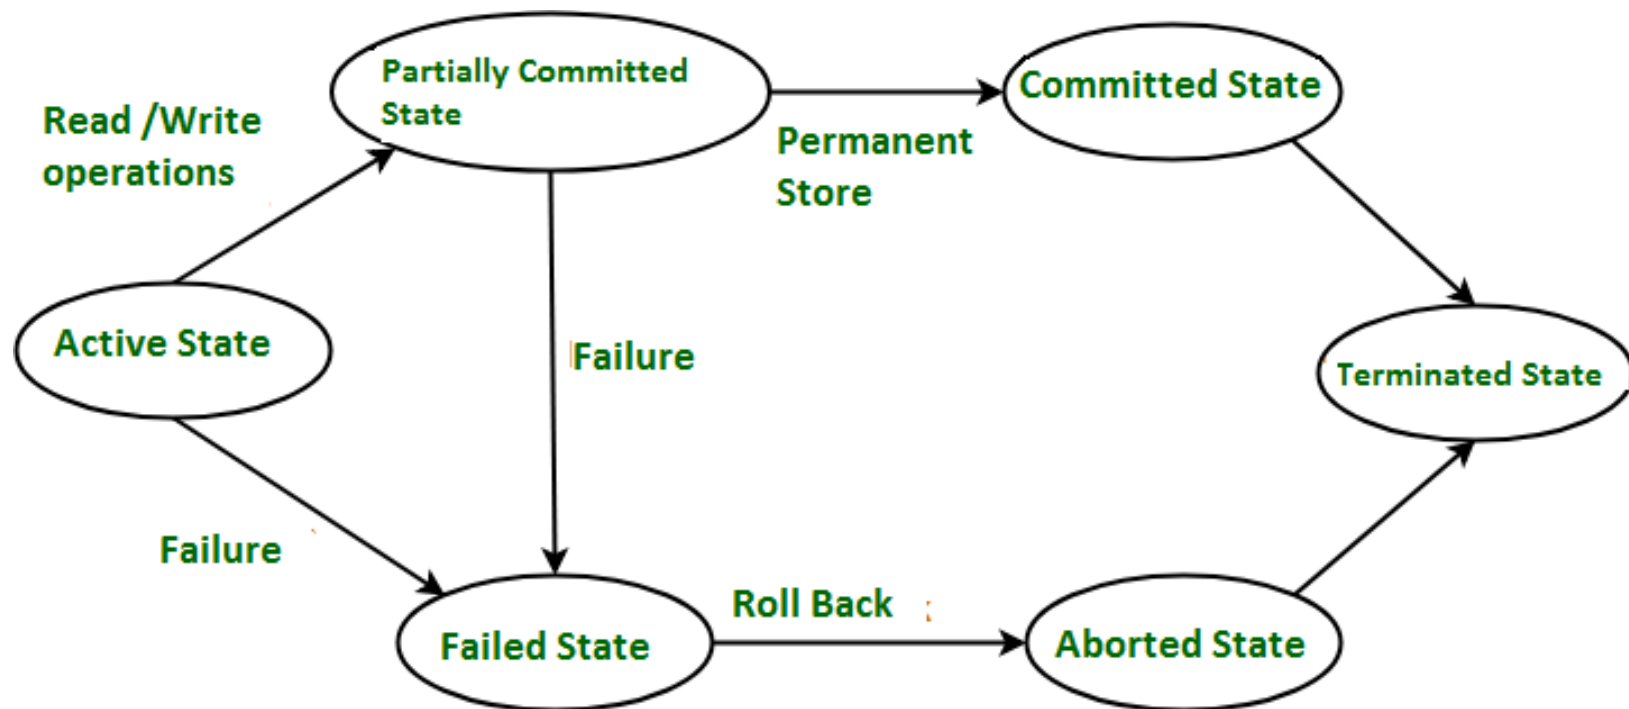 Partially Committed
State
Committed State
Read /Write
operations
Permanent
Store
Active State
Failure
Terminated State
Failure
Roll Back
Failed State
Aborted State